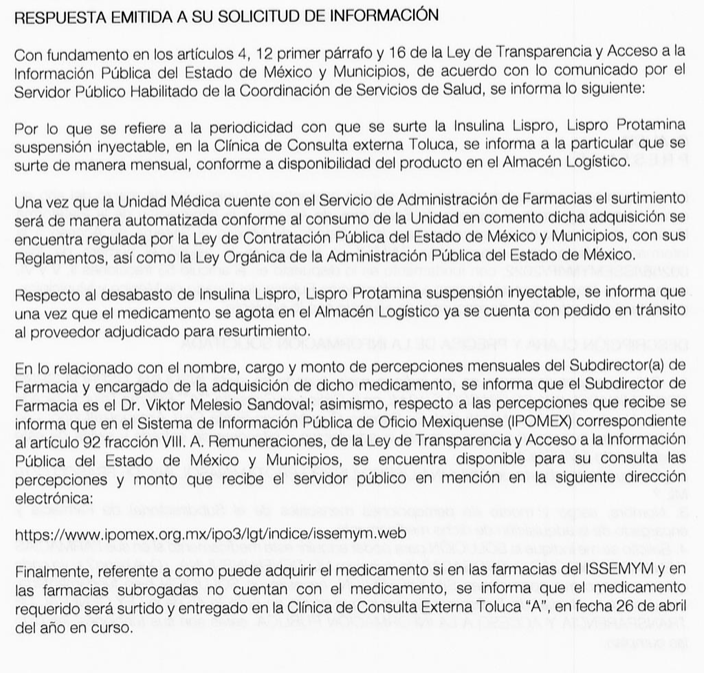 RESPUESTA EMITIDA A SU SOLICITUD DE INFORMACIÓN
Con fundamento en los artículos 4, 12 primer párrafo y 16 de la Ley de Transparencia y Acceso a la
Información Pública del Estado de México y Municipios, de acuerdo con lo comunicado por el
Servidor Público Habilitado de la Coordinación de Servicios de Salud, se informa lo siguiente:
Por lo que se refiere a la periodicidad con que se surte la Insulina Lispro, Lispro Protamina
suspensión inyectable, en la Clínica de Consulta externa Toluca, se informa a la particular que se
surte de manera mensual, conforme a disponibilidad del producto en el Almacén Logístico.
Una vez que la Unidad Médica cuente con el Servicio de Administración de Farmacias el surtimiento
será de manera automatizada conforme al consumo de la Unidad en comento dicha adquisición se
encuentra regulada por la Ley de Contratación Pública del Estado de México y Municipios, con sus
Reglamentos, así como la Ley Orgánica de la Administración Pública del Estado de México.
Respecto al desabasto de Insulina Lispro, Lispro Protamina suspensión inyectable, se informa que
una vez que el medicamento se agota en el Almacén Logístico ya se cuenta con pedido en tránsito
al proveedor adjudicado para resurtimiento.
En lo relacionado con el nombre, cargo y monto de percepciones mensuales del Subdirector(a) de
Farmacia y encargado de la adquisición de dicho medicamento, se informa que el Subdirector de
Farmacia es el Dr. Viktor Melesio Sandoval; asimismo, respecto a las percepciones que recibe se
informa que en el Sistema de Información Pública de Oficio Mexiquense (IPOMEX) correspondiente
al artículo 92 fracción VIII. A. Remuneraciones, de la Ley de Transparencia y Acceso a la Información
Pública del Estado de México y Municipios, se encuentra disponible para su consulta las
percepciones y monto que recibe el servidor público en mención en la siguiente dirección
electrónica:
https://www.ipomex.org.mx/ipo3/lgt/indice/issemym.web
Finalmente, referente a como puede adquirir el medicamento si en las farmacias del ISSEMYM y en
las farmacias subrogadas no cuentan con el medicamento, se informa que el medicamento
requerido será surtido y entregado en la Clínica de Consulta Externa Toluca “A”, en fecha 26 de abril
del año en curso.